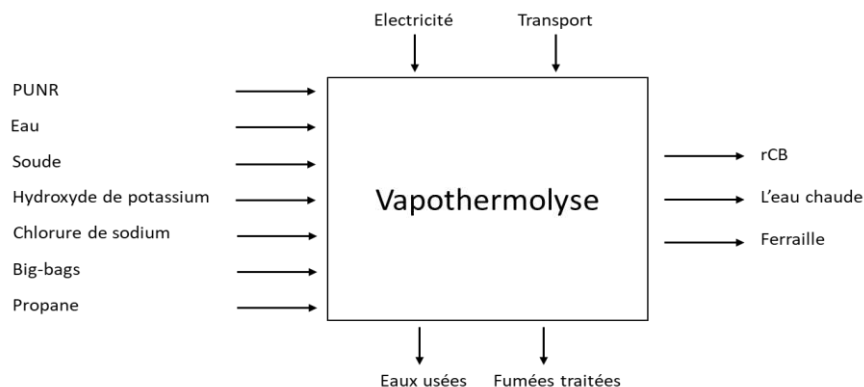 Electricité
Transport
PUNR
Eau
Soude
Hydroxyde de potassium
Chlorure de sodium
Big-bags
Propane
Vapothermolyse
rCB
L'eau chaude
Ferraille
Eaux usées
Fumées traitées